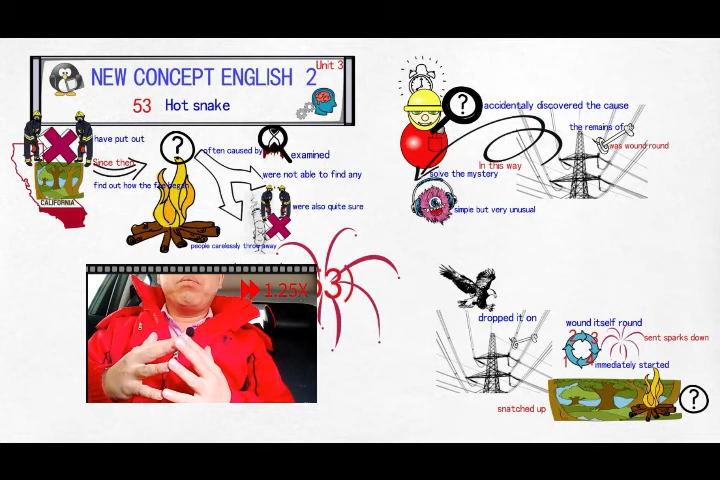 Unit 3
NEW CONCEPT ENGLISH 2
53 Hot snake
have put out
Since then
find out how the fire began
CALIFORNIA
?
often caused by
examined
were not able to find any
were also quite sure
people carelessly throw away
1.25X
3)
?
accidentally discovered the cause
the remains of
was wound round
In this way
solve the mystery
simple but very unusual
dropped it on
wound itself round
sent sparks down
immediately started
snatched up
?